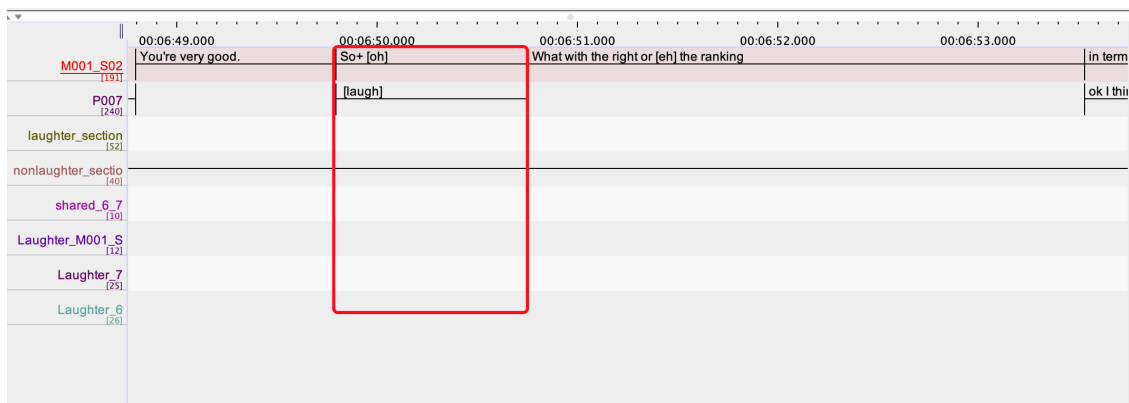 00:06:49.000 00:06:50.000 00:06:51.000 00:06:52.000 00:06:53.000
M001_S02 You're very good. So+ [oh] What with the right or [eh] the ranking in term
[191]
P007 [laugh] ok I thi
[240]
laughter_section
[52]
nonlaughter_sectio
[40]
shared_6_7
[10]
Laughter_M001_S
[12]
Laughter_7
[25]
Laughter_6
[26]